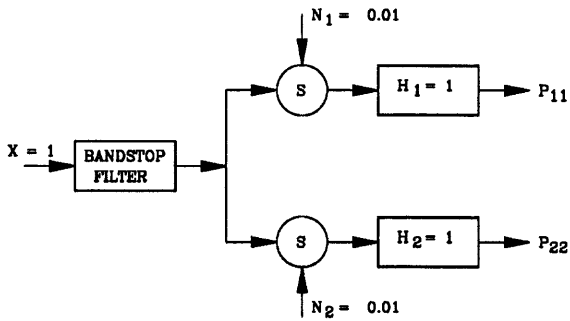 N1 = 0.01
S
H1 = 1
P11
X = 1
BANDSTOP
FILTER
S
H2 = 1
P22
N2 = 0.01